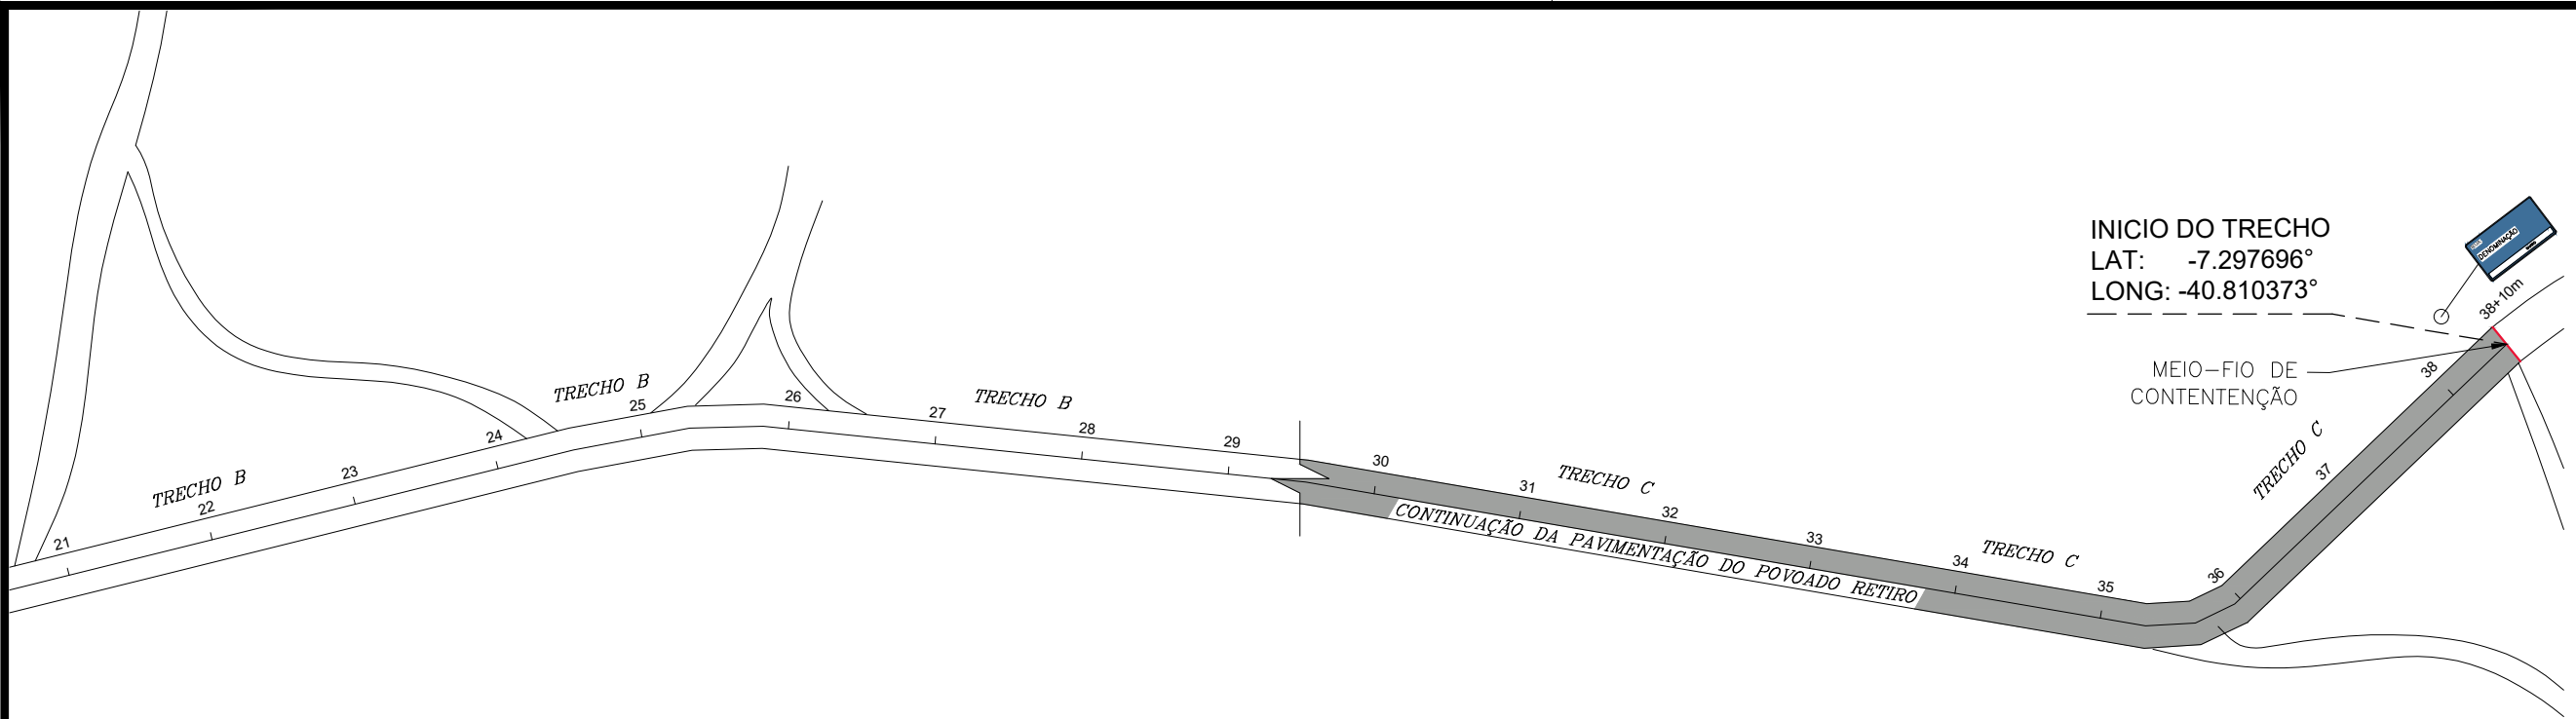 INICIO DO TRECHO
LAT: -7.297696°
LONG: -40.810373°
DENOMINAÇÃO
38+10m
MEIO-FIO DE
CONTENTENÇÃO
38
TRECHO C
37
36
TRECHO B
25
26
27
TRECHO B
28
29
24
23
TRECHO B
22
21
30
31
TRECHO C
32
33
34
TRECHO C
35
CONTINUAÇÃO DA PAVIMENTAÇÃO DO POVOADO RETIRO